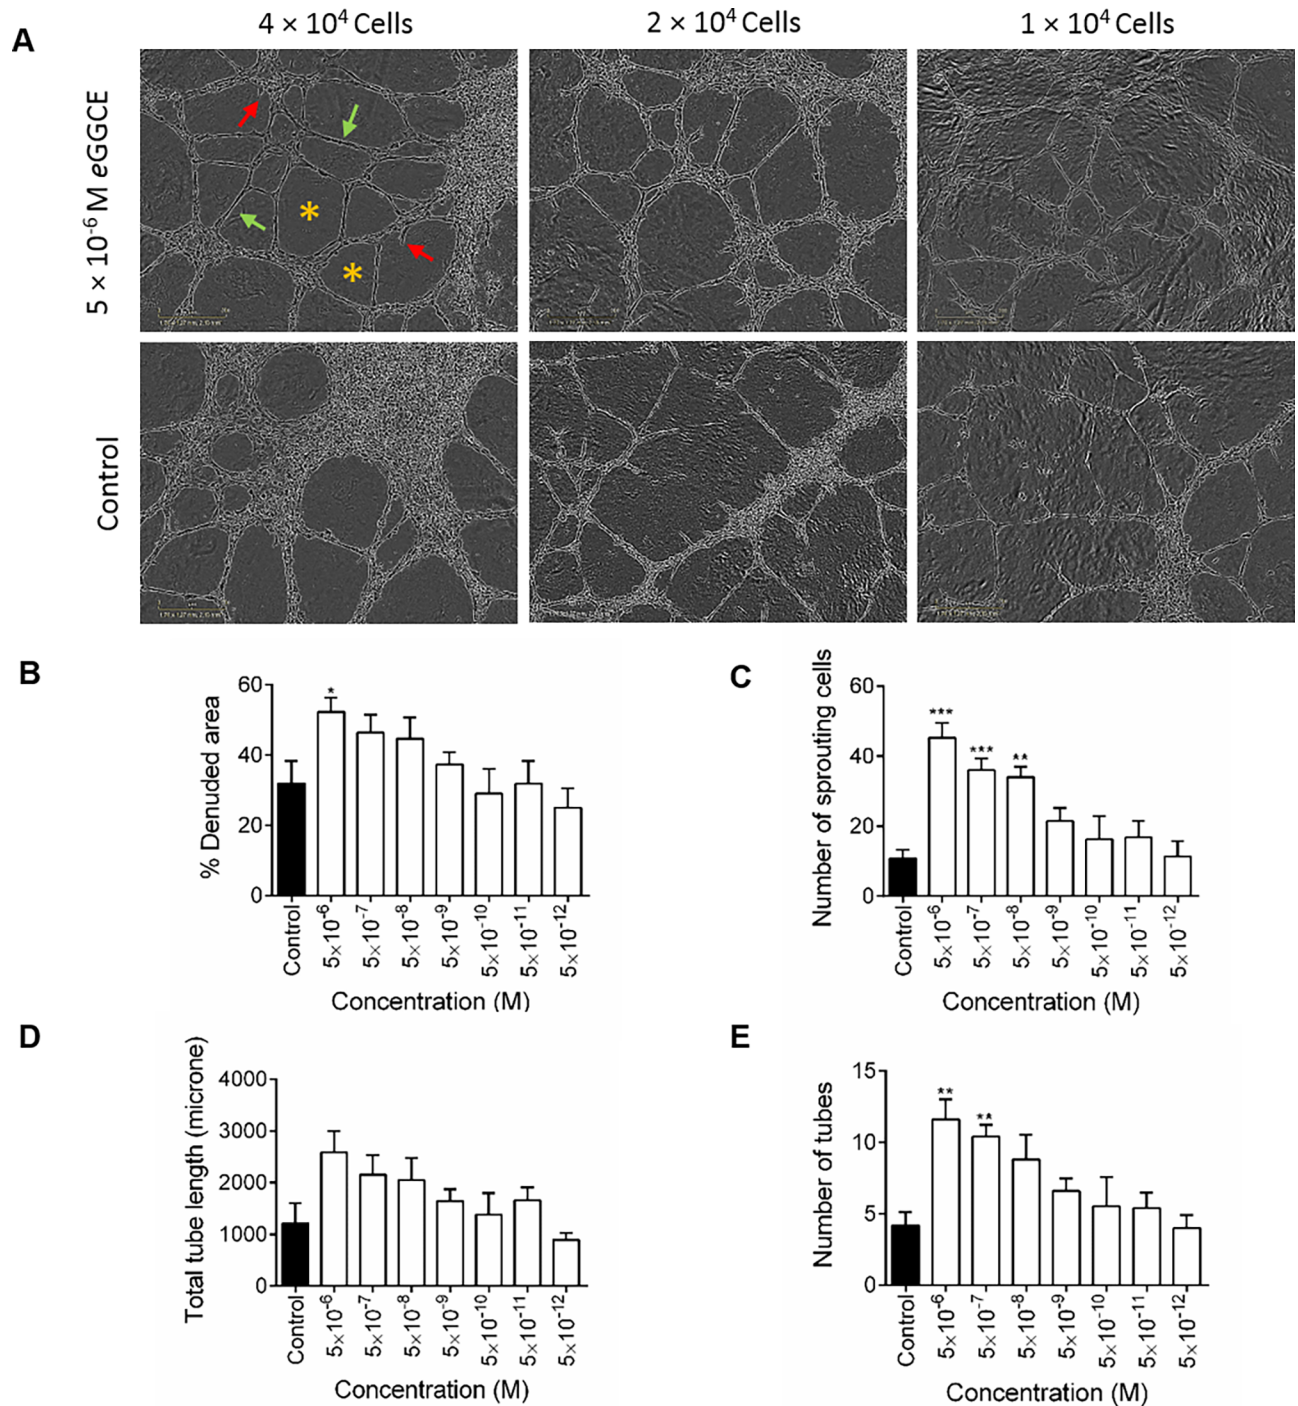 A
4 × 10⁴ Cells
2 × 10⁴ Cells
1 × 10⁴ Cells
5 × 10⁻⁶ M eGGCE
*
*
Control
B
% Denuded area
60
40
20
0
*
Control
5×10⁻⁶
5×10⁻⁷
5×10⁻⁸
5×10⁻⁹
5×10⁻¹⁰
5×10⁻¹¹
5×10⁻¹²
Concentration (M)
C
Number of sprouting cells
60
40
20
0
***
***
**
Control
5×10⁻⁶
5×10⁻⁷
5×10⁻⁸
5×10⁻⁹
5×10⁻¹⁰
5×10⁻¹¹
5×10⁻¹²
Concentration (M)
D
Total tube length (microne)
4000
3000
2000
1000
0
Control
5×10⁻⁶
5×10⁻⁷
5×10⁻⁸
5×10⁻⁹
5×10⁻¹⁰
5×10⁻¹¹
5×10⁻¹²
Concentration (M)
E
Number of tubes
15
10
5
0
**
**
Control
5×10⁻⁶
5×10⁻⁷
5×10⁻⁸
5×10⁻⁹
5×10⁻¹⁰
5×10⁻¹¹
5×10⁻¹²
Concentration (M)